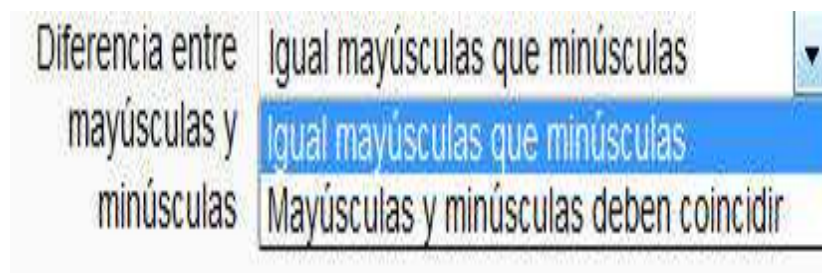 Diferencia entre mayúsculas y minúsculas
Igual mayúsculas que minúsculas
Igual mayúsculas que minúsculas
Mayúsculas y minúsculas deben coincidir